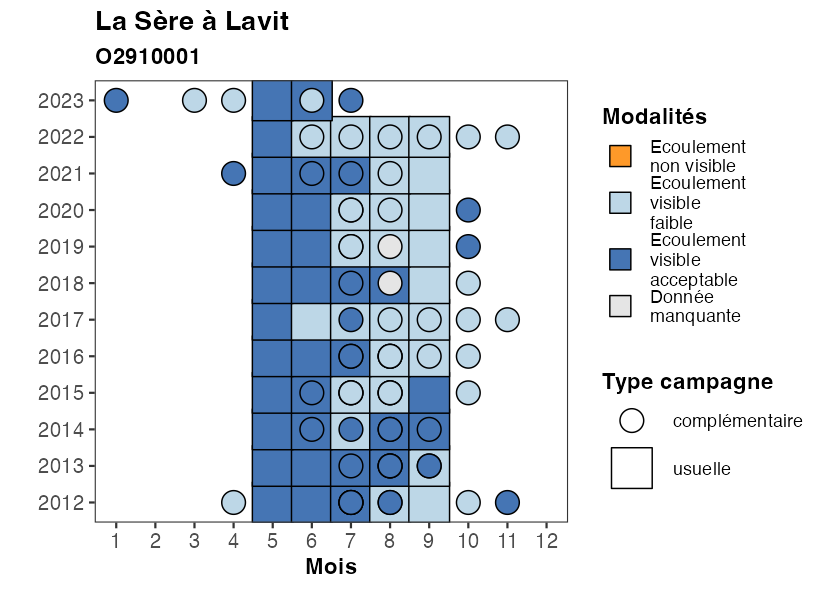 La Sère à Lavit
O2910001
2023
2022
2021
2020
2019
2018
2017
2016
2015
2014
2013
2012
1 2 3 4 5 6 7 8 9 10 11 12
Mois
Modalités
Ecoulement
non visible
Ecoulement
visible
faible
Ecoulement
visible
acceptable
Donnée
manquante
Type campagne
complémentaire
usuelle